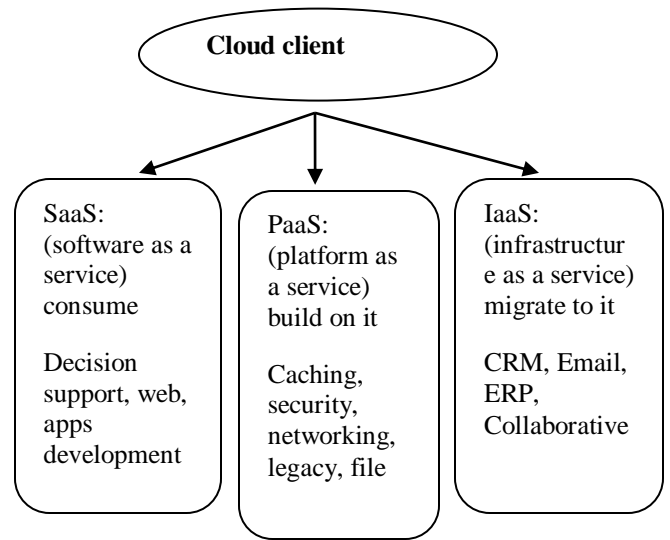 Cloud client
SaaS:
(software as a
service)
consume
Decision
support, web,
apps
development
PaaS:
(platform as
a service)
build on it
Caching,
security,
networking,
legacy, file
IaaS:
(infrastructur
e as a service)
migrate to it
CRM, Email,
ERP,
Collaborative